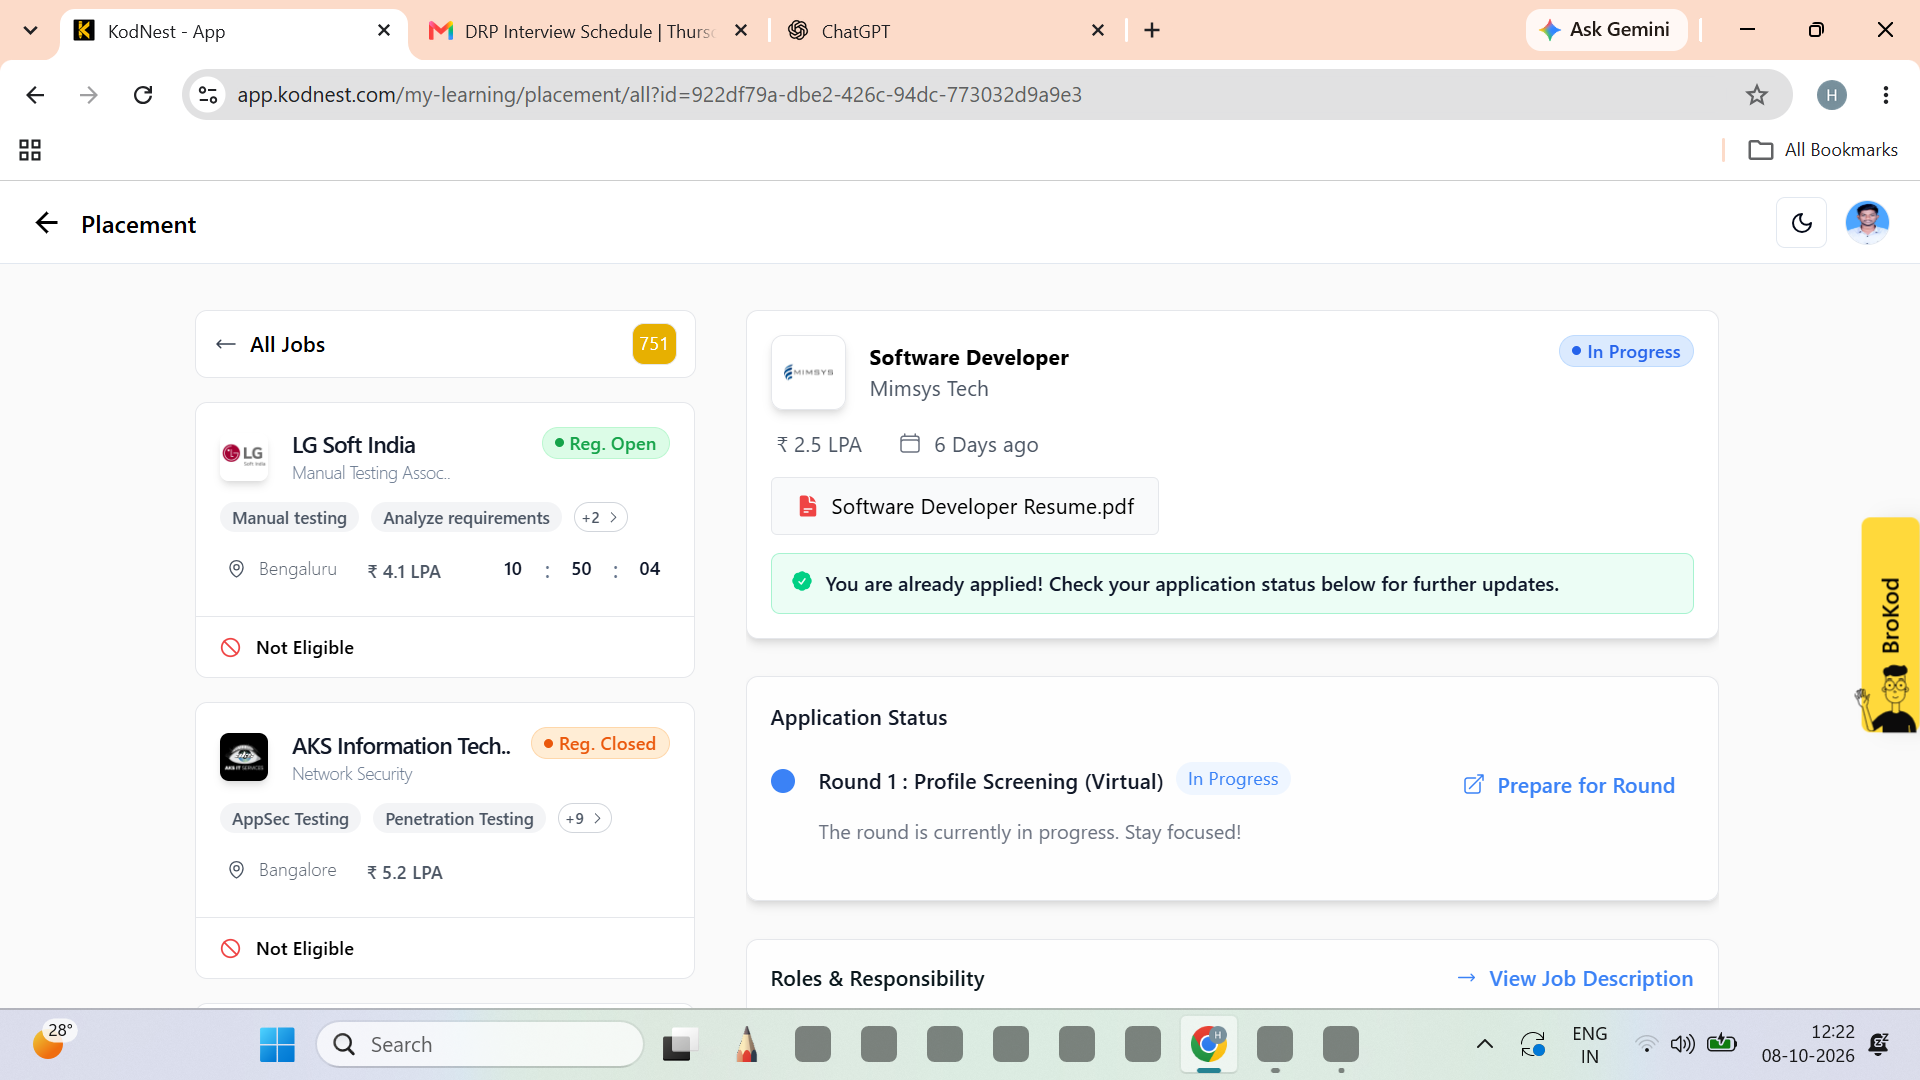 KodNest - App
DRP Interview Schedule | Thurs
ChatGPT
Ask Gemini
app.kodnest.com/my-learning/placement/all?id=922df79a-dbe2-426c-94dc-773032d9a9e3
H
All Bookmarks
Placement
All Jobs
751
LG
Soft India
LG Soft India
Reg. Open
Manual Testing Assoc..
Manual testing
Analyze requirements
+2
Bengaluru
₹ 4.1 LPA
10 : 50 : 04
Not Eligible
AKS Information Tech..
Reg. Closed
Network Security
AppSec Testing
Penetration Testing
+9
Bangalore
₹ 5.2 LPA
Not Eligible
MIMSYS
Software Developer
In Progress
Mimsys Tech
₹ 2.5 LPA
6 Days ago
Software Developer Resume.pdf
You are already applied! Check your application status below for further updates.
Application Status
Round 1 : Profile Screening (Virtual)
In Progress
Prepare for Round
The round is currently in progress. Stay focused!
Roles & Responsibility
View Job Description
BroKod
28°
Search
H
ENG
IN
12:22
08-10-2026